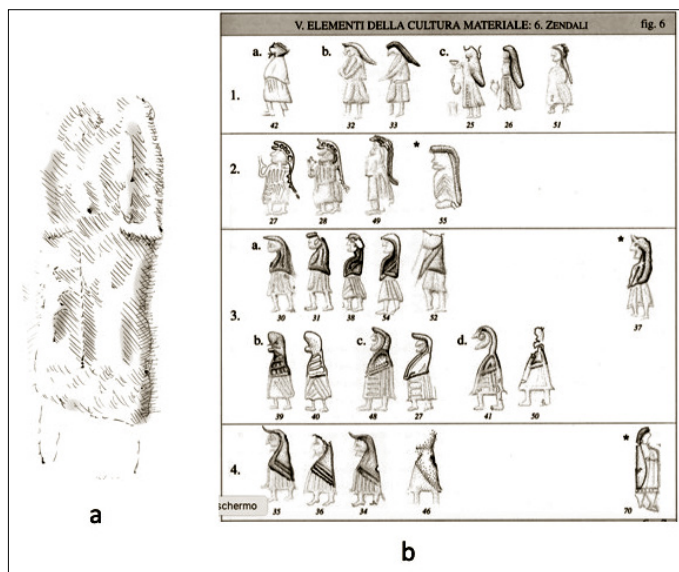 V. ELEMENTI DELLA CULTURA MATERIALE: 6. ZENDALI fig. 6
a. b. c.
1.
42 32 33 25 26 51
2. *
27 28 49 55
a. *
30 31 38 54 52 37
3.
b. c. d.
39 40 48 27 41 50
4. *
schermo
35 36 34 46 70
a
b